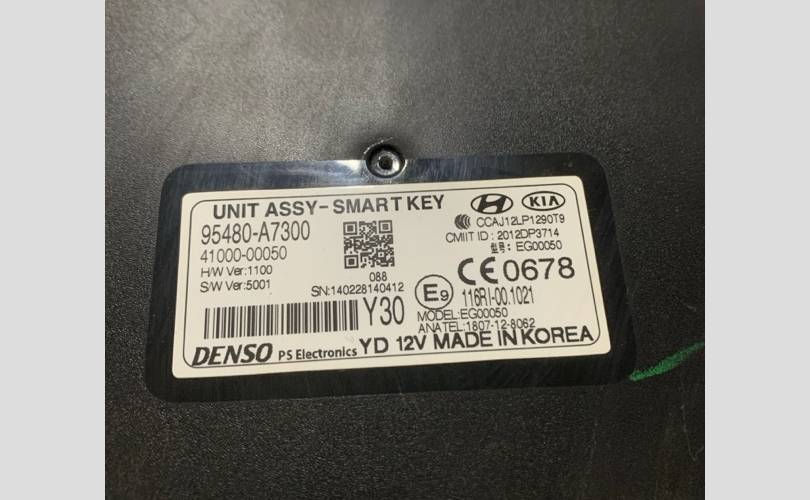 UNIT ASSY-SMART KEY
KIA
95480-A7300
41000-00050
H/W Ver:1100
S/W Ver:5001
088
SN:140228140412
CCAJ12LP1290T9
CMIIT ID : 2012DP3714
型号: EG00050
CE 0678
E9
116RI-00.1021
MODEL:EG00050
ANATEL:1807-12-8062
Y30
DENSO PS Electronics
YD 12V MADE IN KOREA